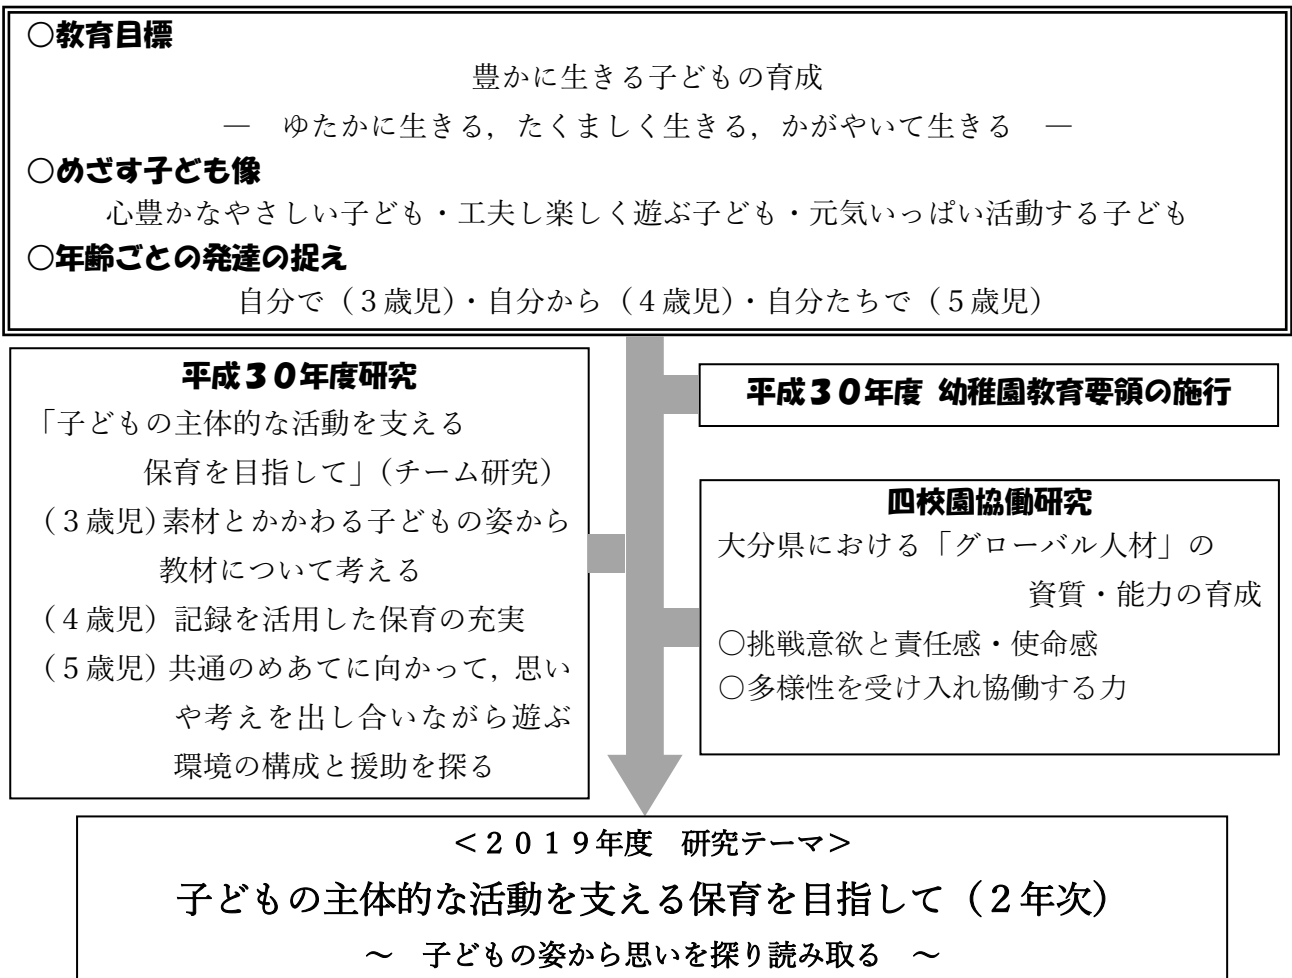 ○教育目標
豊かに生きる子どもの育成
― ゆたかに生きる，たくましく生きる，かがやいて生きる ―
○めざす子ども像
心豊かなやさしい子ども・工夫し楽しく遊ぶ子ども・元気いっぱい活動する子ども
○年齢ごとの発達の捉え
自分で（３歳児）・自分から（４歳児）・自分たちで（５歳児）
平成３０年度研究
「子どもの主体的な活動を支える
保育を目指して」（チーム研究）
（３歳児）素材とかかわる子どもの姿から
教材について考える
（４歳児）記録を活用した保育の充実
（５歳児）共通のめあてに向かって，思い
や考えを出し合いながら遊ぶ
環境の構成と援助を探る
平成３０年度 幼稚園教育要領の施行
四校園協働研究
大分県における「グローバル人材」の
資質・能力の育成
○挑戦意欲と責任感・使命感
○多様性を受け入れ協働する力
＜２０１９年度 研究テーマ＞
子どもの主体的な活動を支える保育を目指して（２年次）
～ 子どもの姿から思いを探り読み取る ～